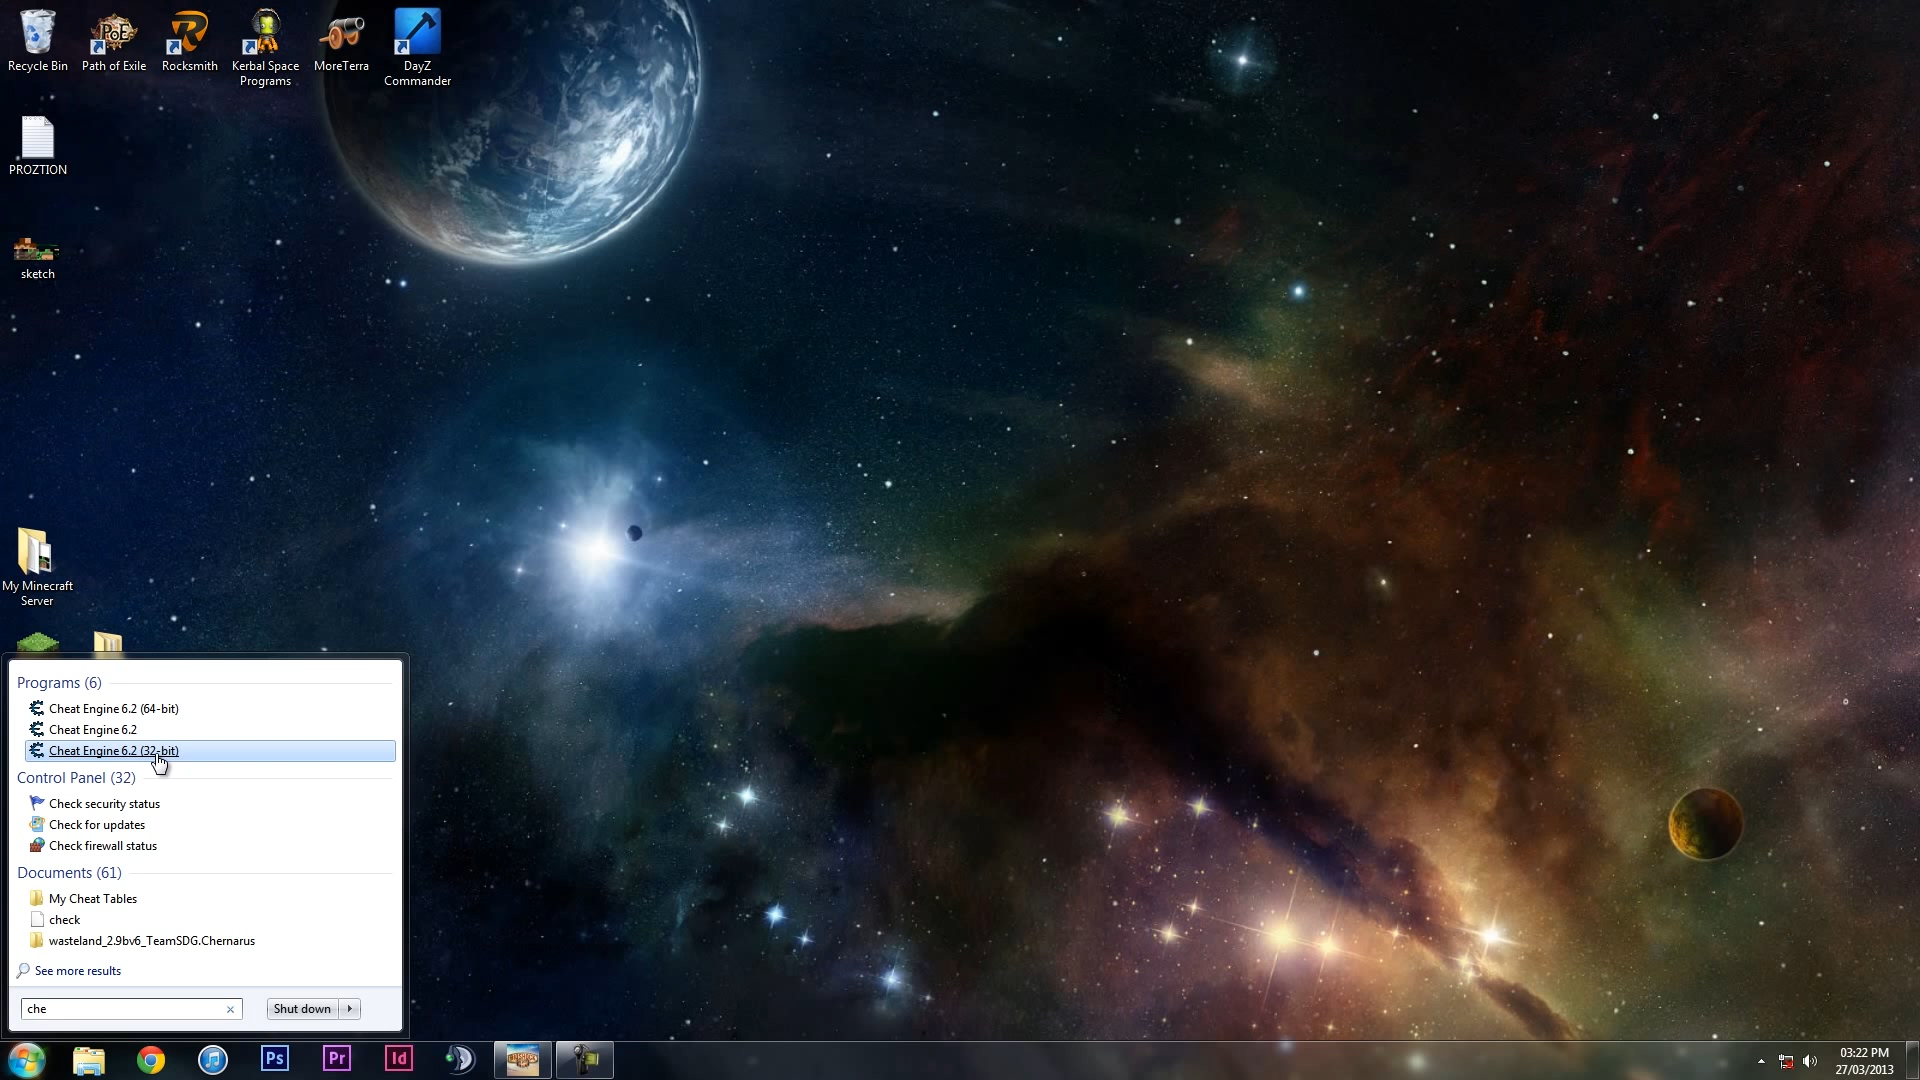 Recycle Bin
Path of Exile
Rocksmith
Kerbal Space
Programs
MoreTerra
DayZ
Commander
PROZTION
sketch
My Minecraft
Server
Programs (6)
Cheat Engine 6.2 (64-bit)
Cheat Engine 6.2
Cheat Engine 6.2 (32-bit)
Control Panel (32)
Check security status
Check for updates
Check firewall status
Documents (61)
My Cheat Tables
check
wasteland_2.9bv6_TeamSDG.Chernarus
See more results
che
Shut down
Ps
Pr
Id
03:22 PM
27/03/2013